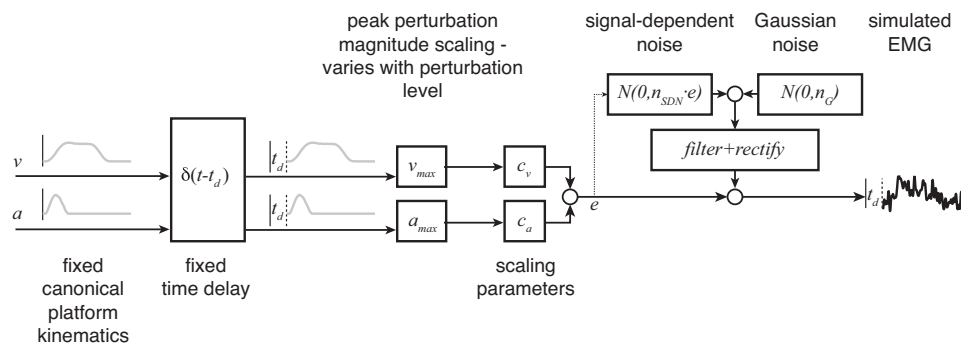 peak perturbation
magnitude scaling -
varies with perturbation
level
signal-dependent
noise
Gaussian
noise
simulated
EMG
N(0,n_SDN·e)
N(0,n_G)
filter+rectify
v
δ(t-t_d)
t_d
v_max
c_v
a
t_d
a_max
c_a
e
t_d
fixed
canonical
platform
kinematics
fixed
time delay
scaling
parameters